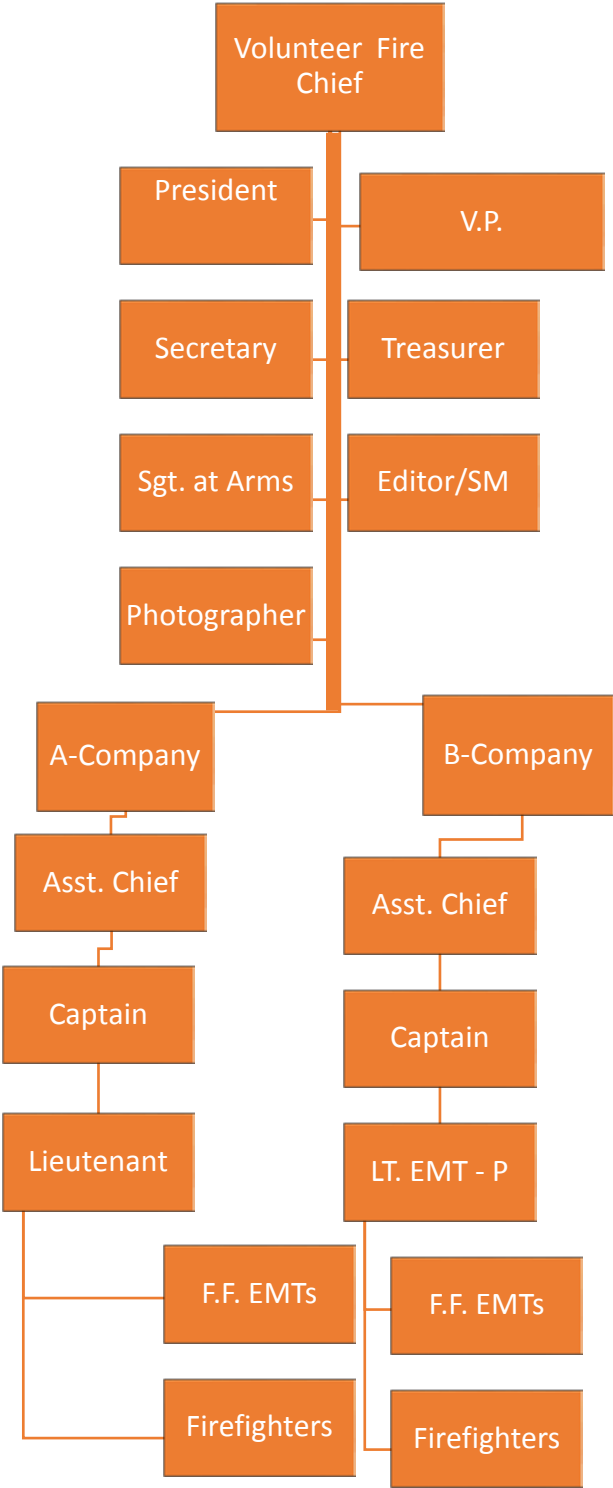 Volunteer Fire
Chief
President
V.P.
Secretary
Treasurer
Sgt. at Arms
Editor/SM
Photographer
A-Company
B-Company
Asst. Chief
Asst. Chief
Captain
Captain
Lieutenant
LT. EMT - P
F.F. EMTs
F.F. EMTs
Firefighters
Firefighters